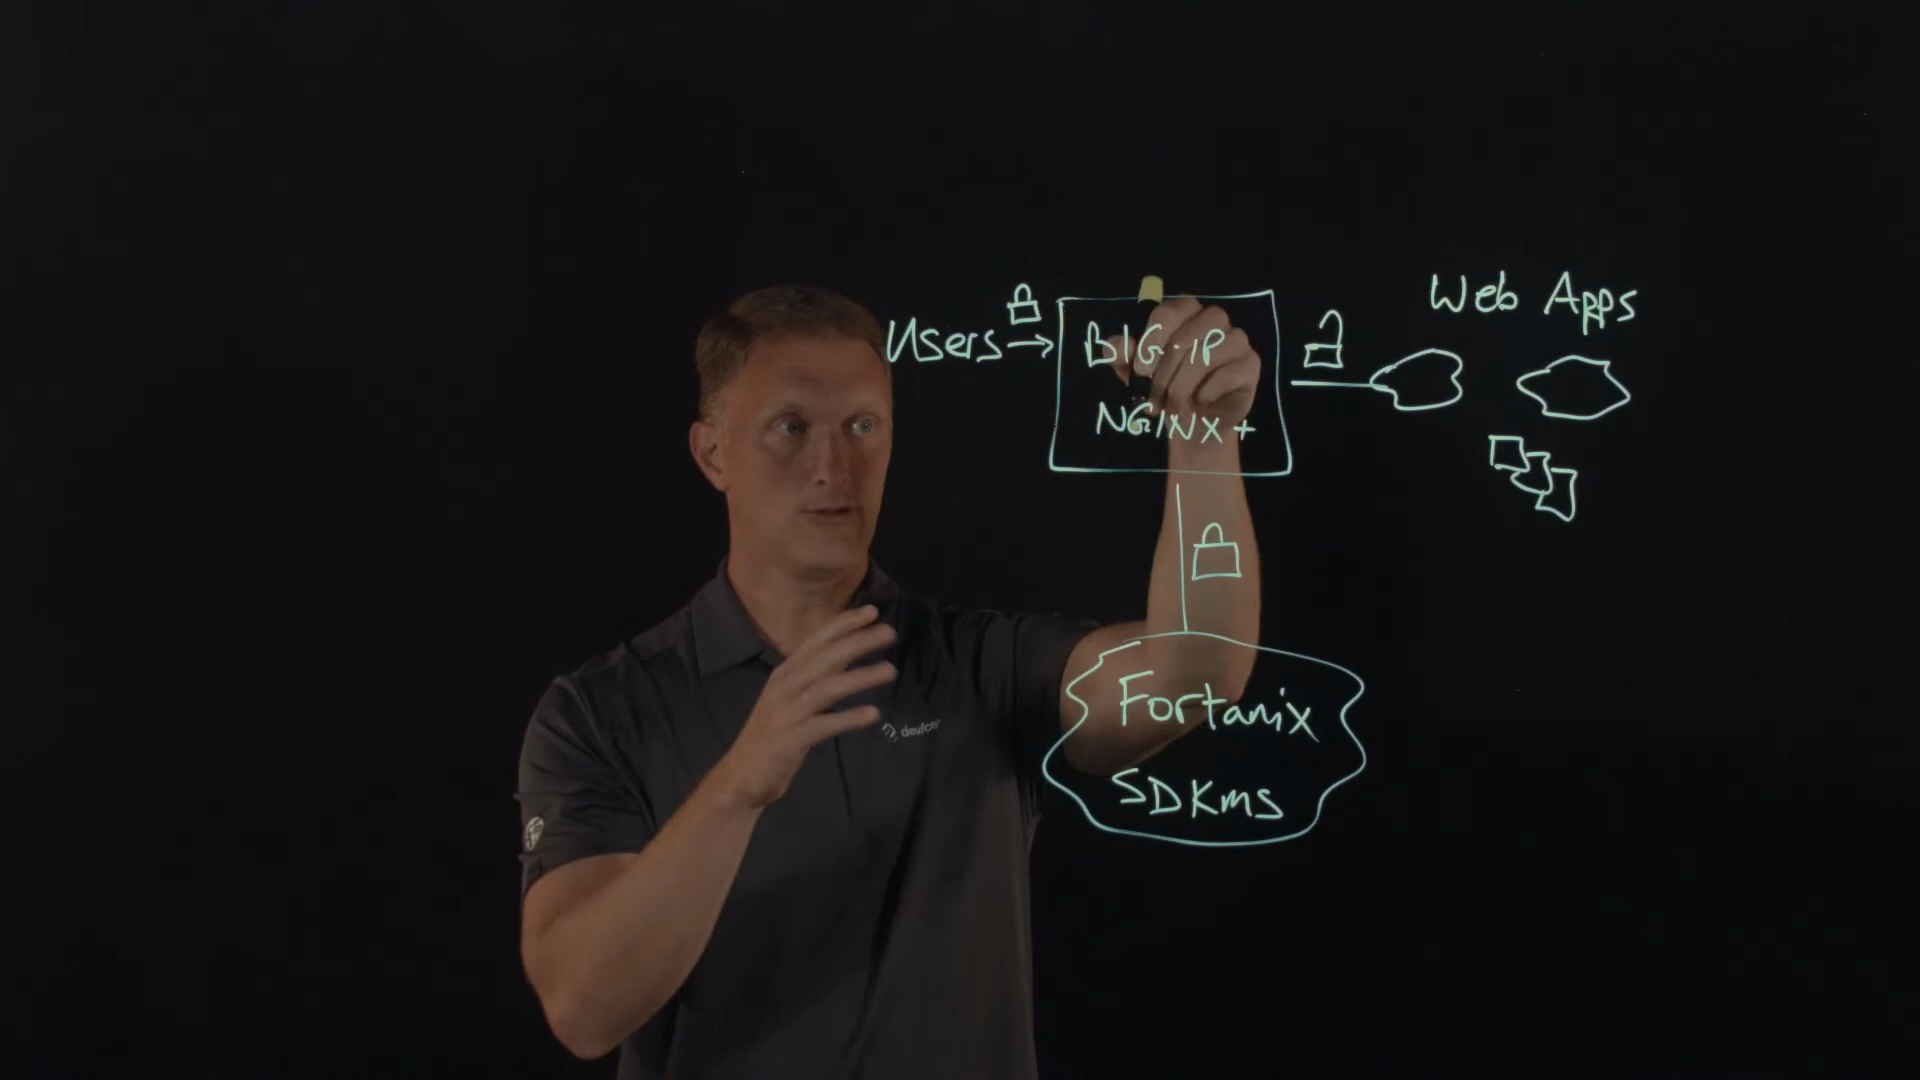 Web Apps
Users
BIG-IP
NGINX +
Fortanix
SDKms